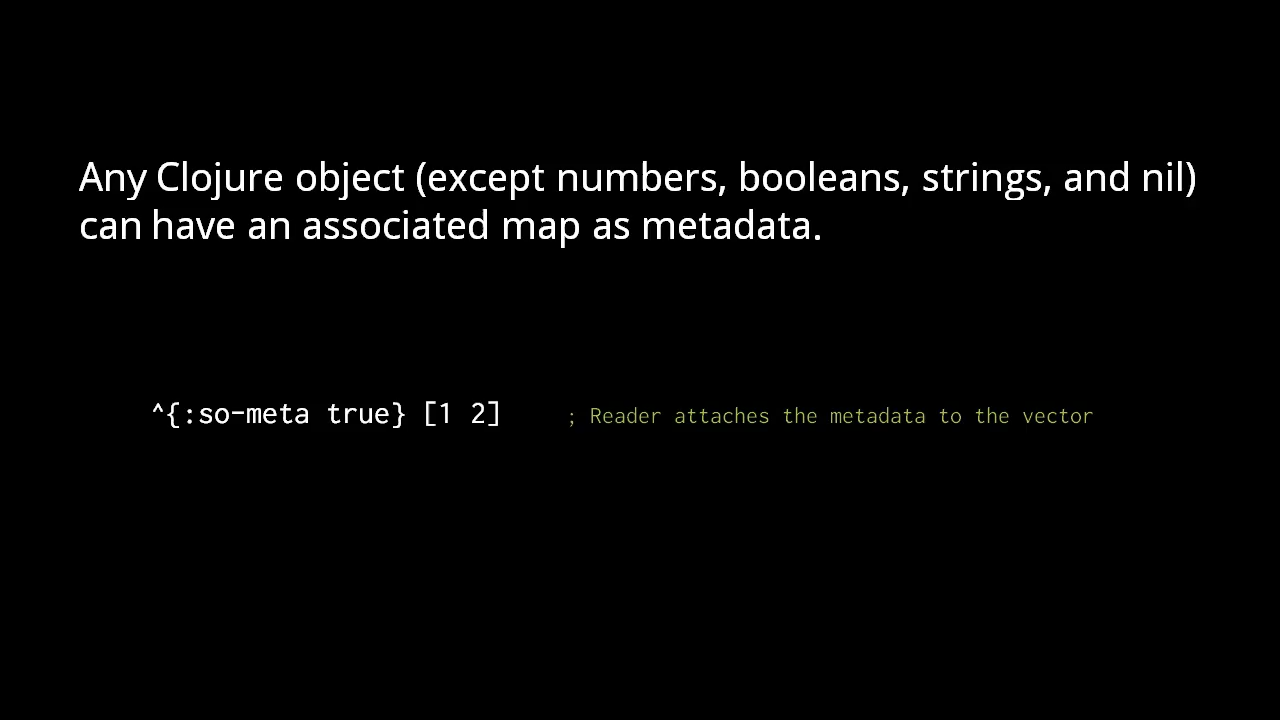 Any Clojure object (except numbers, booleans, strings, and nil)
can have an associated map as metadata.
^{:so-meta true} [1 2] ; Reader attaches the metadata to the vector